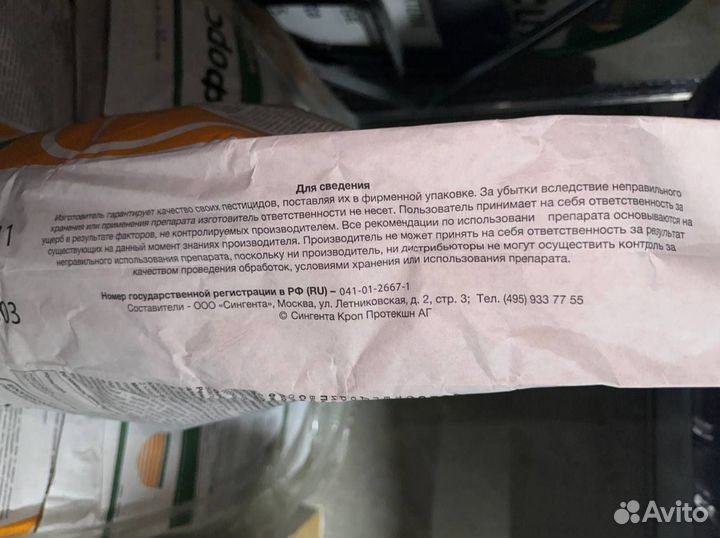 форс
Для сведения
Изготовитель гарантирует качество своих пестицидов, поставляя их в фирменной упаковке. За убытки вследствие неправильного
хранения или применения препарата изготовитель ответственности не несет. Пользователь принимает на себя ответственность за
ущерб в результате факторов, не контролируемых производителем. Все рекомендации по использовани препарата основываются на
существующих на данный момент знаниях производителя. Производитель не может принять на себя ответственность за результат
неправильного использования препарата, поскольку ни производитель, ни дистрибьюторы не могут осуществить контроль за
качеством проведения обработок, условиями хранения или использования препарата.
Номер государственной регистрации в РФ (RU) – 041-01-2667-1
Составители - ООО «Сингента», Москва, ул. Летниковская, д. 2, стр. 3; Тел. (495) 933 77 55
© Сингента Кроп Протекшн АГ
11
03
Avito